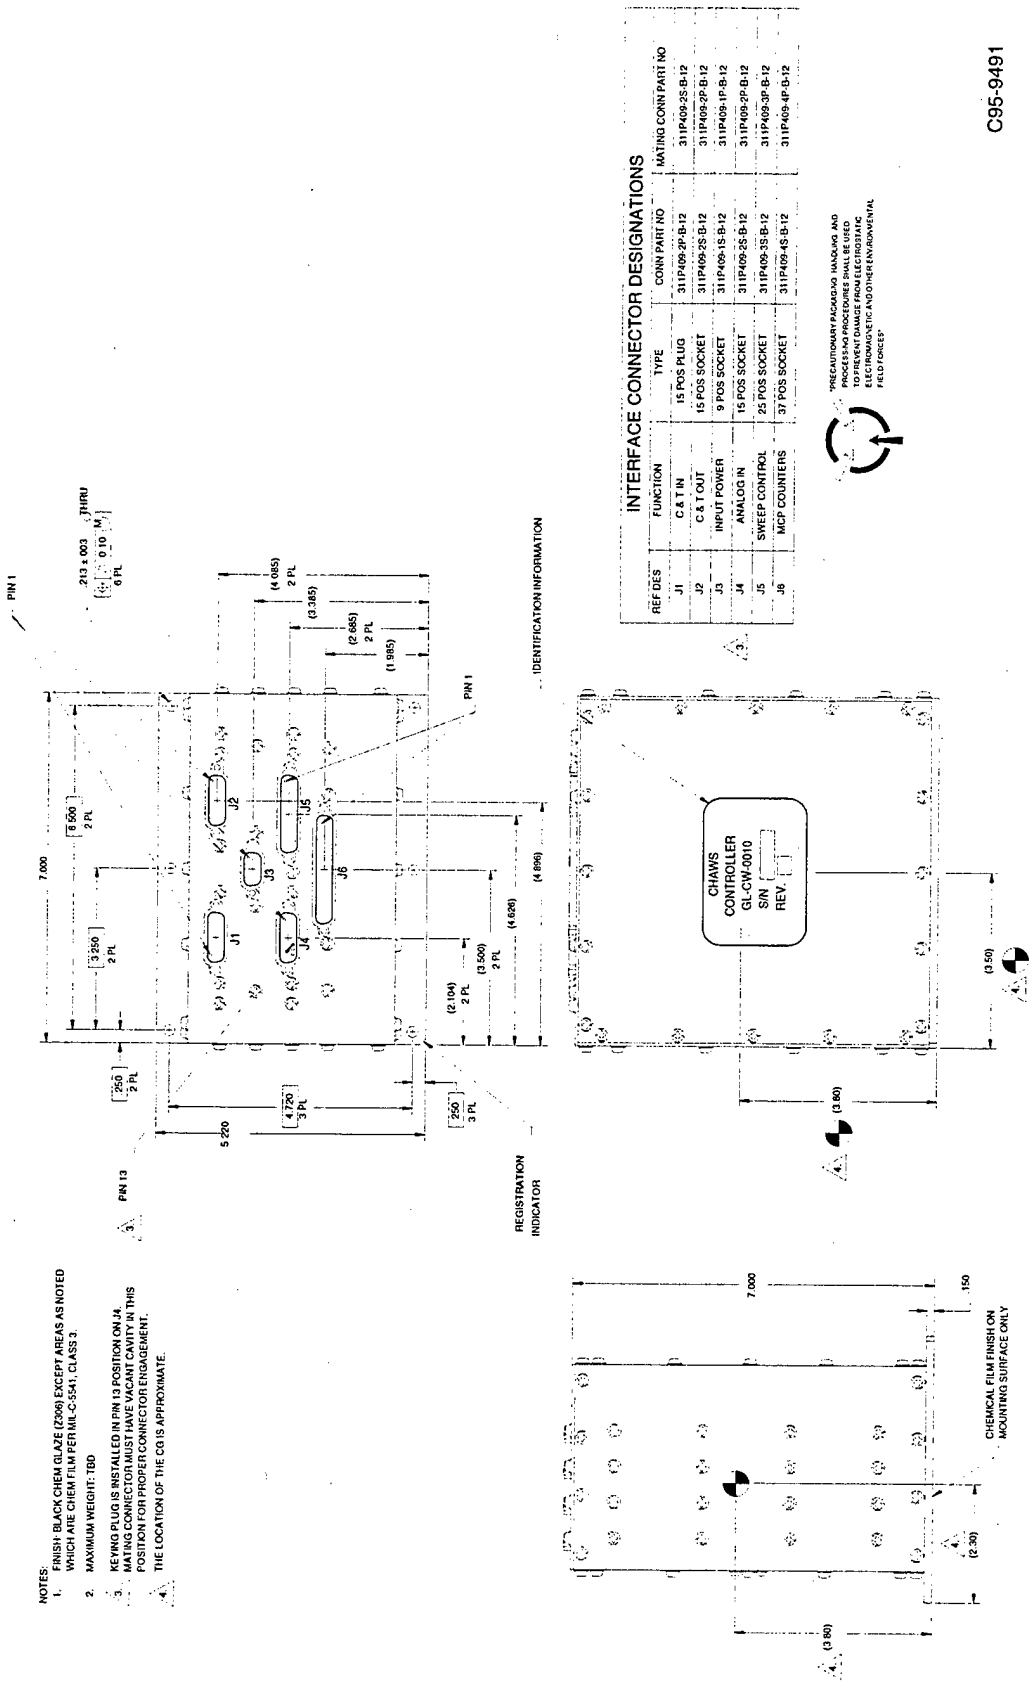 NOTES:
1. FINISH: BLACK CHEM GLAZE (Z306) EXCEPT AREAS AS NOTED
WHICH ARE CHEM FILM PER MIL-C-5541, CLASS 3.
2. MAXIMUM WEIGHT: TBD
3. KEYING PLUG IS INSTALLED IN PIN 13 POSITION ON J4.
MATING CONNECTOR MUST HAVE VACANT CAVITY IN THIS
POSITION FOR PROPER CONNECTOR ENGAGEMENT.
4. THE LOCATION OF THE CG IS APPROXIMATE.
3. PIN 13
PIN 1
7.000
6 500
2 PL
3 250
2 PL
.250
2 PL
.213 ± 003 THRU
0 10 M
6 PL
5 220
4.720
3 PL
250
3 PL
J1
J2
J3
J4
J5
J6
(4 085)
2 PL
(3.385)
(2.685)
2 PL
(1.985)
PIN 1
(2.104)
2 PL
(3.500)
2 PL
(4.626)
(4.896)
REGISTRATION
INDICATOR
IDENTIFICATION INFORMATION
CHAWS
CONTROLLER
GL-CW-0010
S/N
REV.
(3.80)
4.
(3.50)
4.
7.000
.150
CHEMICAL FILM FINISH ON
MOUNTING SURFACE ONLY
4.
(2.30)
(3 80)
4.
INTERFACE CONNECTOR DESIGNATIONS
3.
REF DES FUNCTION TYPE CONN PART NO MATING CONN PART NO
J1 C & T IN 15 POS PLUG 311P409-2P-B-12 311P409-2S-B-12
J2 C & T OUT 15 POS SOCKET 311P409-2S-B-12 311P409-2P-B-12
J3 INPUT POWER 9 POS SOCKET 311P409-1S-B-12 311P409-1P-B-12
J4 ANALOG IN 15 POS SOCKET 311P409-2S-B-12 311P409-2P-B-12
J5 SWEEP CONTROL 25 POS SOCKET 311P409-3S-B-12 311P409-3P-B-12
J6 MCP COUNTERS 37 POS SOCKET 311P409-4S-B-12 311P409-4P-B-12
"PRECAUTIONARY PACKAGING HANDLING AND
PROCESSING PROCEDURES SHALL BE USED
TO PREVENT DAMAGE FROM ELECTROSTATIC
ELECTROMAGNETIC AND OTHER ENVIRONMENTAL
FIELD FORCES"
C95-9491